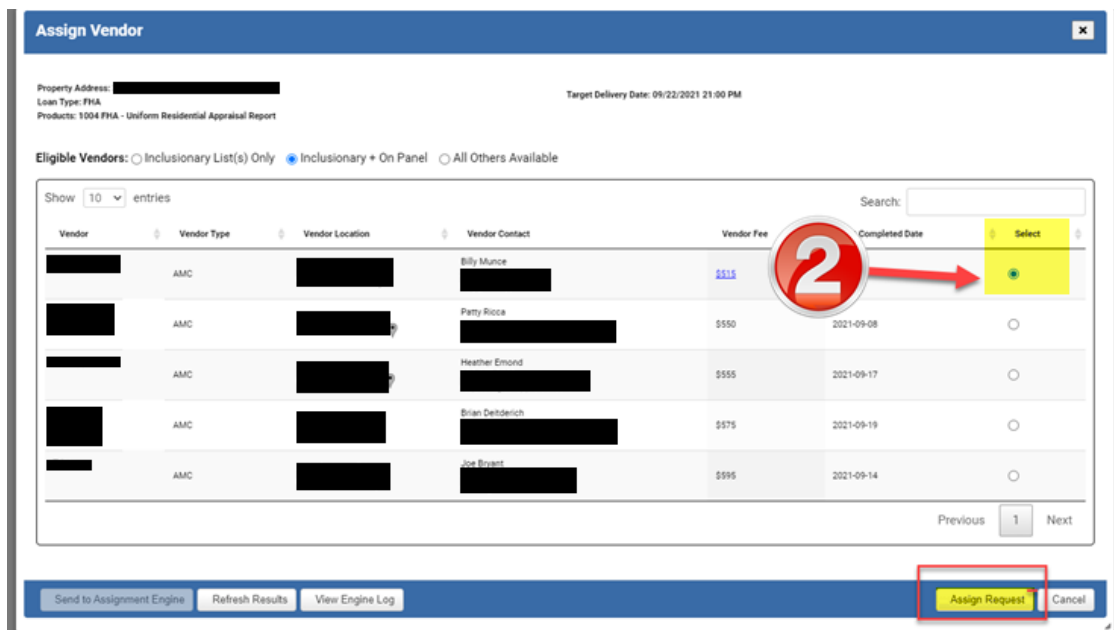 Assign Vendor
x
Property Address:
Loan Type: FHA
Products: 1004 FHA - Uniform Residential Appraisal Report
Target Delivery Date: 09/22/2021 21:00 PM
Eligible Vendors: Inclusionary List(s) Only Inclusionary + On Panel All Others Available
Show 10 entries
Search:
Vendor Vendor Type Vendor Location Vendor Contact Vendor Fee Completed Date Select
2
AMC Billy Munce $515
AMC Patty Ricca $550 2021-09-08
AMC Heather Emond $555 2021-09-17
AMC Brian Deitderich $575 2021-09-19
AMC Joe Bryant $595 2021-09-14
Previous 1 Next
Send to Assignment Engine Refresh Results View Engine Log Assign Request Cancel